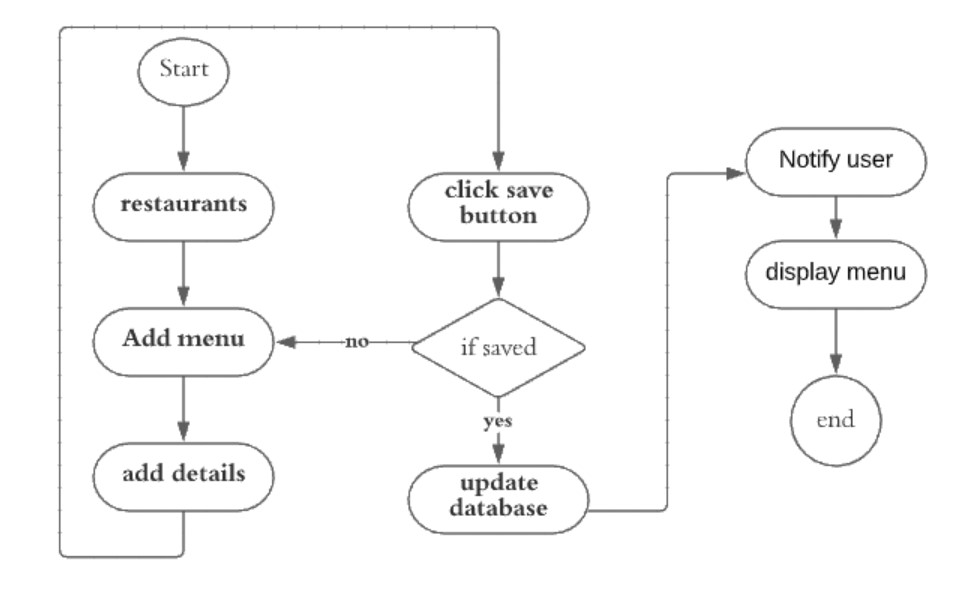 Start
restaurants
Add menu
add details
click save
button
if saved
no
yes
update
database
Notify user
display menu
end